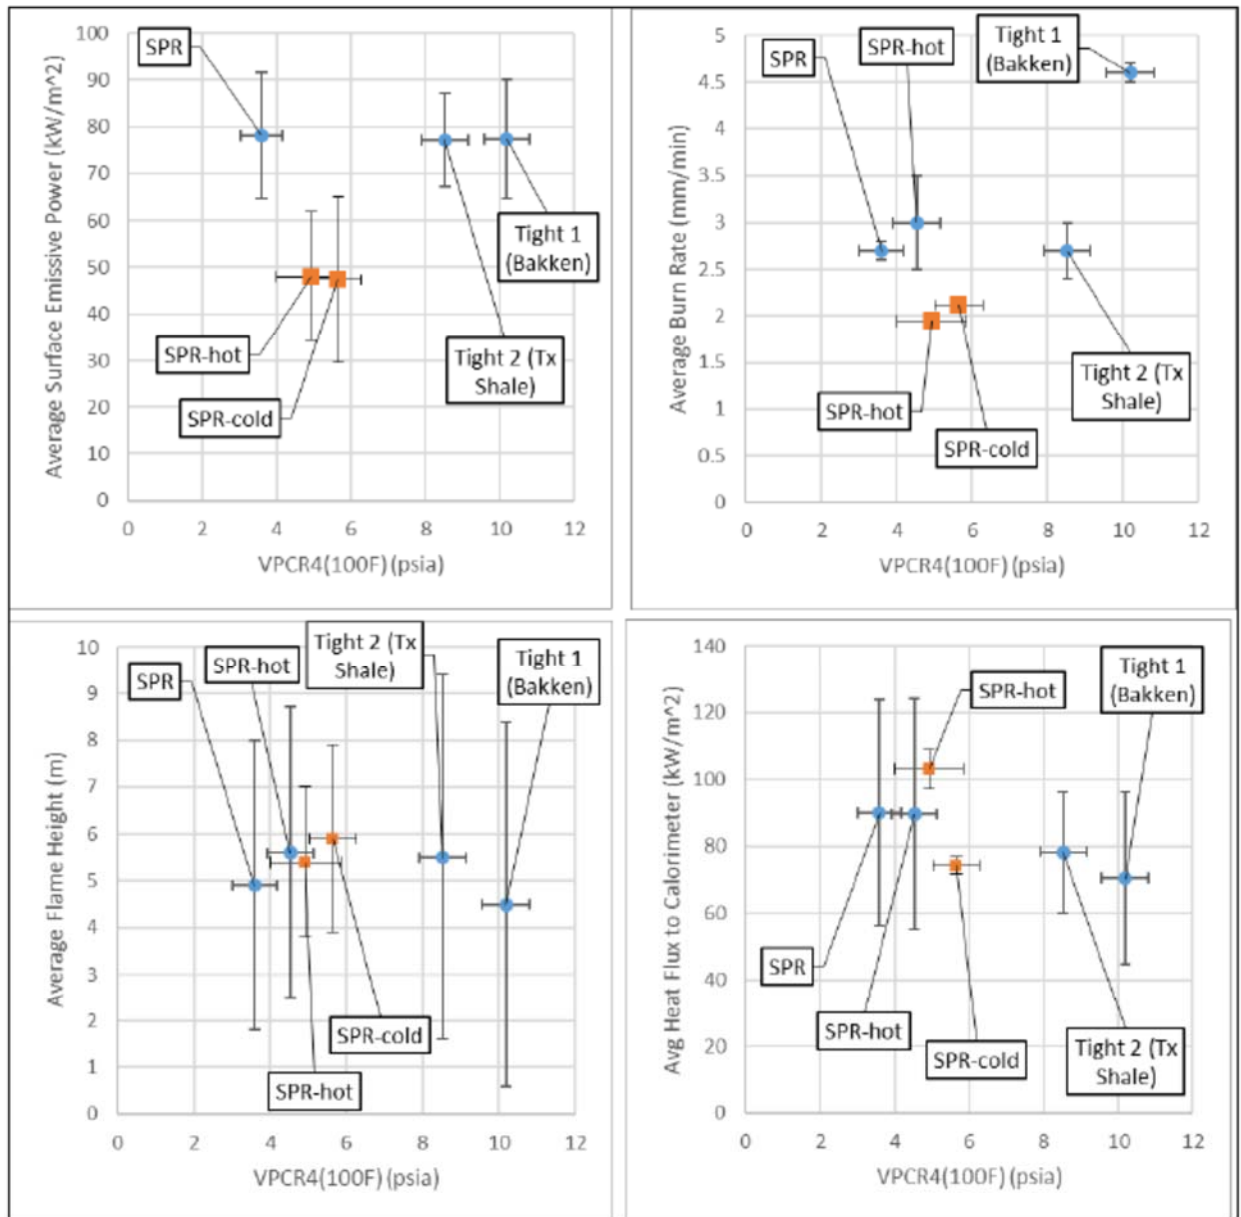 100
90
80
70
60
50
40
30
20
10
0
Average Surface Emissive Power (kW/m^2)
SPR
SPR-hot
SPR-cold
Tight 2 (Tx
Shale)
Tight 1
(Bakken)
0 2 4 6 8 10 12
VPCR4(100F) (psia)
5
4.5
4
3.5
3
2.5
2
1.5
1
0.5
0
Average Burn Rate (mm/min)
SPR
SPR-hot
Tight 1
(Bakken)
SPR-hot
SPR-cold
Tight 2 (Tx
Shale)
0 2 4 6 8 10 12
VPCR4(100F) (psia)
10
9
8
7
6
5
4
3
2
1
0
Average Flame Height (m)
SPR
SPR-hot
Tight 2 (Tx
Shale)
Tight 1
(Bakken)
SPR-cold
SPR-hot
0 2 4 6 8 10 12
VPCR4(100F) (psia)
140
120
100
80
60
40
20
0
Avg Heat Flux to Calorimeter (kW/m^2)
SPR-hot
Tight 1
(Bakken)
SPR
SPR-hot
SPR-cold
Tight 2 (Tx
Shale)
0 2 4 6 8 10 12
VPCR4(100F) (psia)